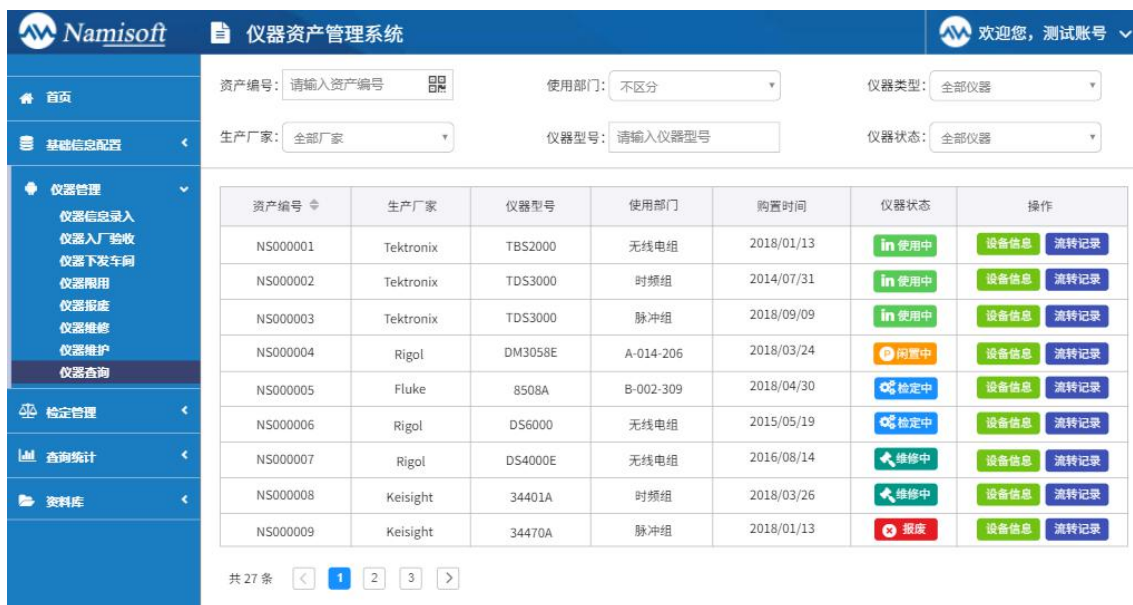 Namisoft 仪器资产管理系统 欢迎您，测试账号
首页
基础信息配置
仪器管理
仪器信息录入
仪器入厂验收
仪器下发车间
仪器限用
仪器报废
仪器维修
仪器维护
仪器查询
检定管理
查询统计
资料库
资产编号： 请输入资产编号 使用部门： 不区分 仪器类型： 全部仪器
生产厂家： 全部厂家 仪器型号： 请输入仪器型号 仪器状态： 全部仪器
资产编号 生产厂家 仪器型号 使用部门 购置时间 仪器状态 操作
NS000001 Tektronix TBS2000 无线电组 2018/01/13 in 使用中 设备信息 流转记录
NS000002 Tektronix TDS3000 时频组 2014/07/31 in 使用中 设备信息 流转记录
NS000003 Tektronix TDS3000 脉冲组 2018/09/09 in 使用中 设备信息 流转记录
NS000004 Rigol DM3058E A-014-206 2018/03/24 P 闲置中 设备信息 流转记录
NS000005 Fluke 8508A B-002-309 2018/04/30 检定中 设备信息 流转记录
NS000006 Rigol DS6000 无线电组 2015/05/19 检定中 设备信息 流转记录
NS000007 Rigol DS4000E 无线电组 2016/08/14 维修中 设备信息 流转记录
NS000008 Keisight 34401A 时频组 2018/03/26 维修中 设备信息 流转记录
NS000009 Keisight 34470A 脉冲组 2018/01/13 报废 设备信息 流转记录
共 27 条 < 1 2 3 >